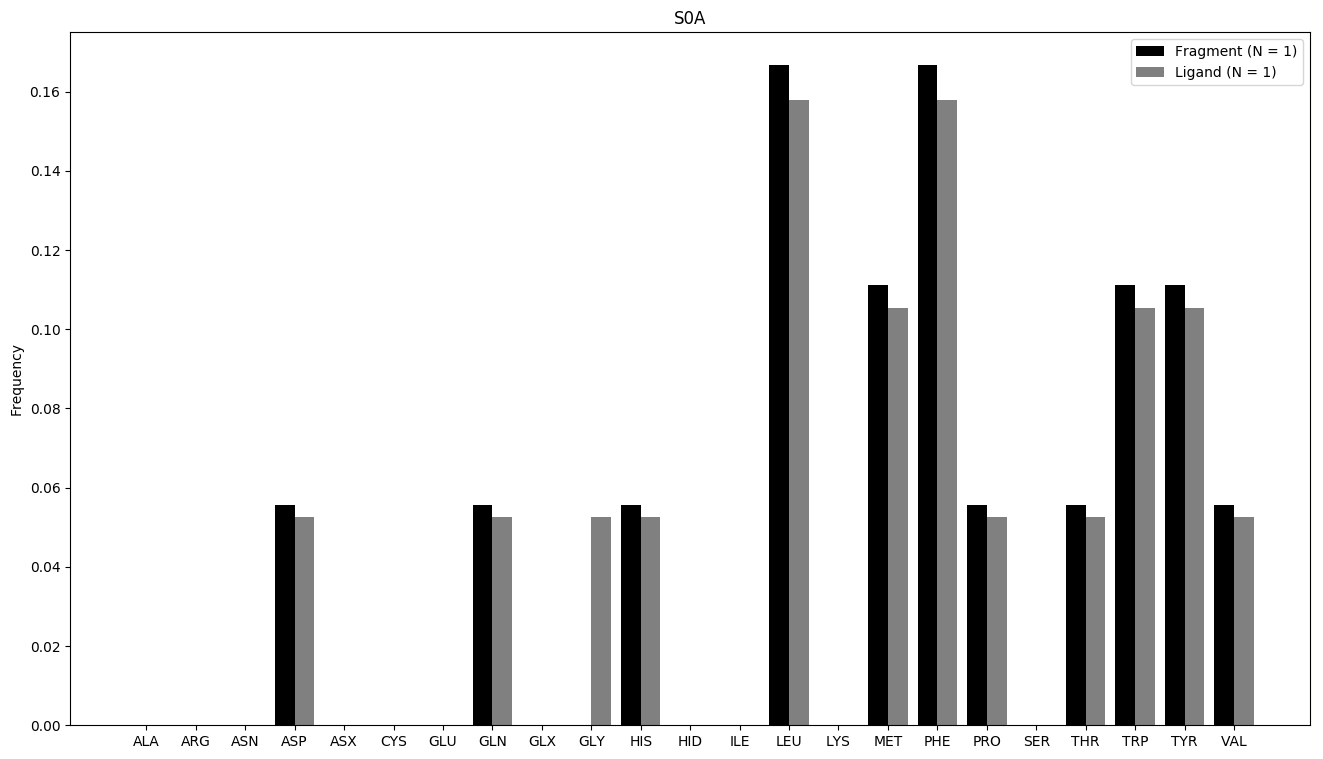 S0A
Fragment (N = 1)
Ligand (N = 1)
Frequency
0.16
0.14
0.12
0.10
0.08
0.06
0.04
0.02
0.00
ALA ARG ASN ASP ASX CYS GLU GLN GLX GLY HIS HID ILE LEU LYS MET PHE PRO SER THR TRP TYR VAL